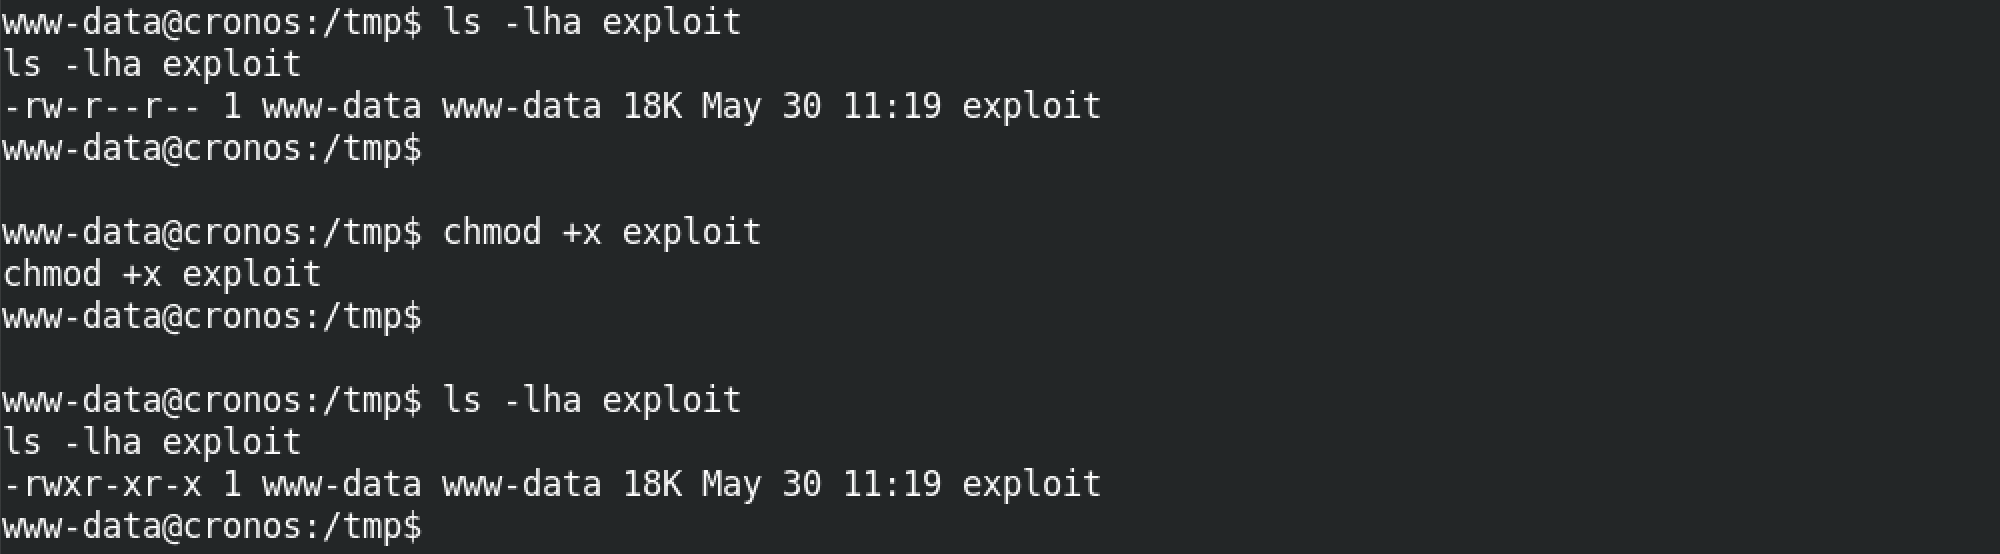 www-data@cronos:/tmp$ ls -lha exploit
ls -lha exploit
-rw-r--r-- 1 www-data www-data 18K May 30 11:19 exploit
www-data@cronos:/tmp$
www-data@cronos:/tmp$ chmod +x exploit
chmod +x exploit
www-data@cronos:/tmp$
www-data@cronos:/tmp$ ls -lha exploit
ls -lha exploit
-rwxr-xr-x 1 www-data www-data 18K May 30 11:19 exploit
www-data@cronos:/tmp$